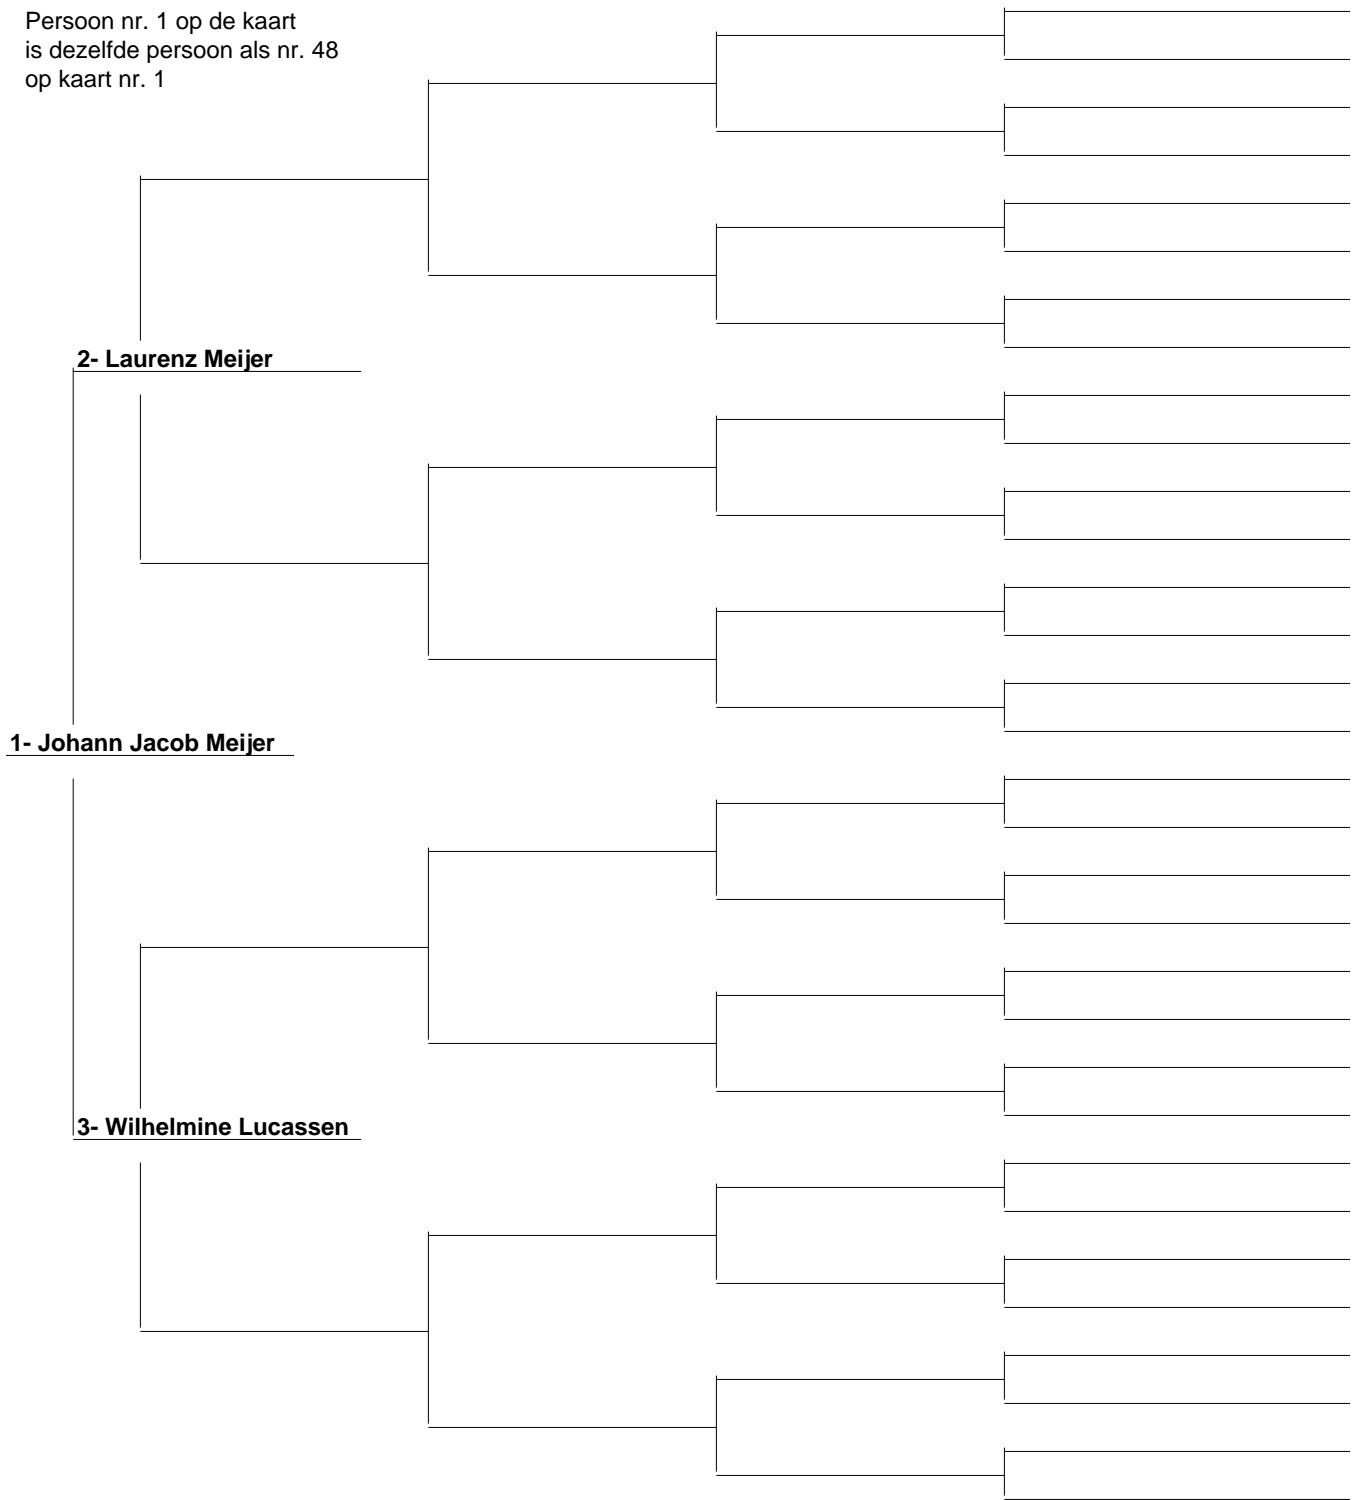 Persoon nr. 1 op de kaart
is dezelfde persoon als nr. 48
op kaart nr. 1
2- Laurenz Meijer
1- Johann Jacob Meijer
3- Wilhelmine Lucassen